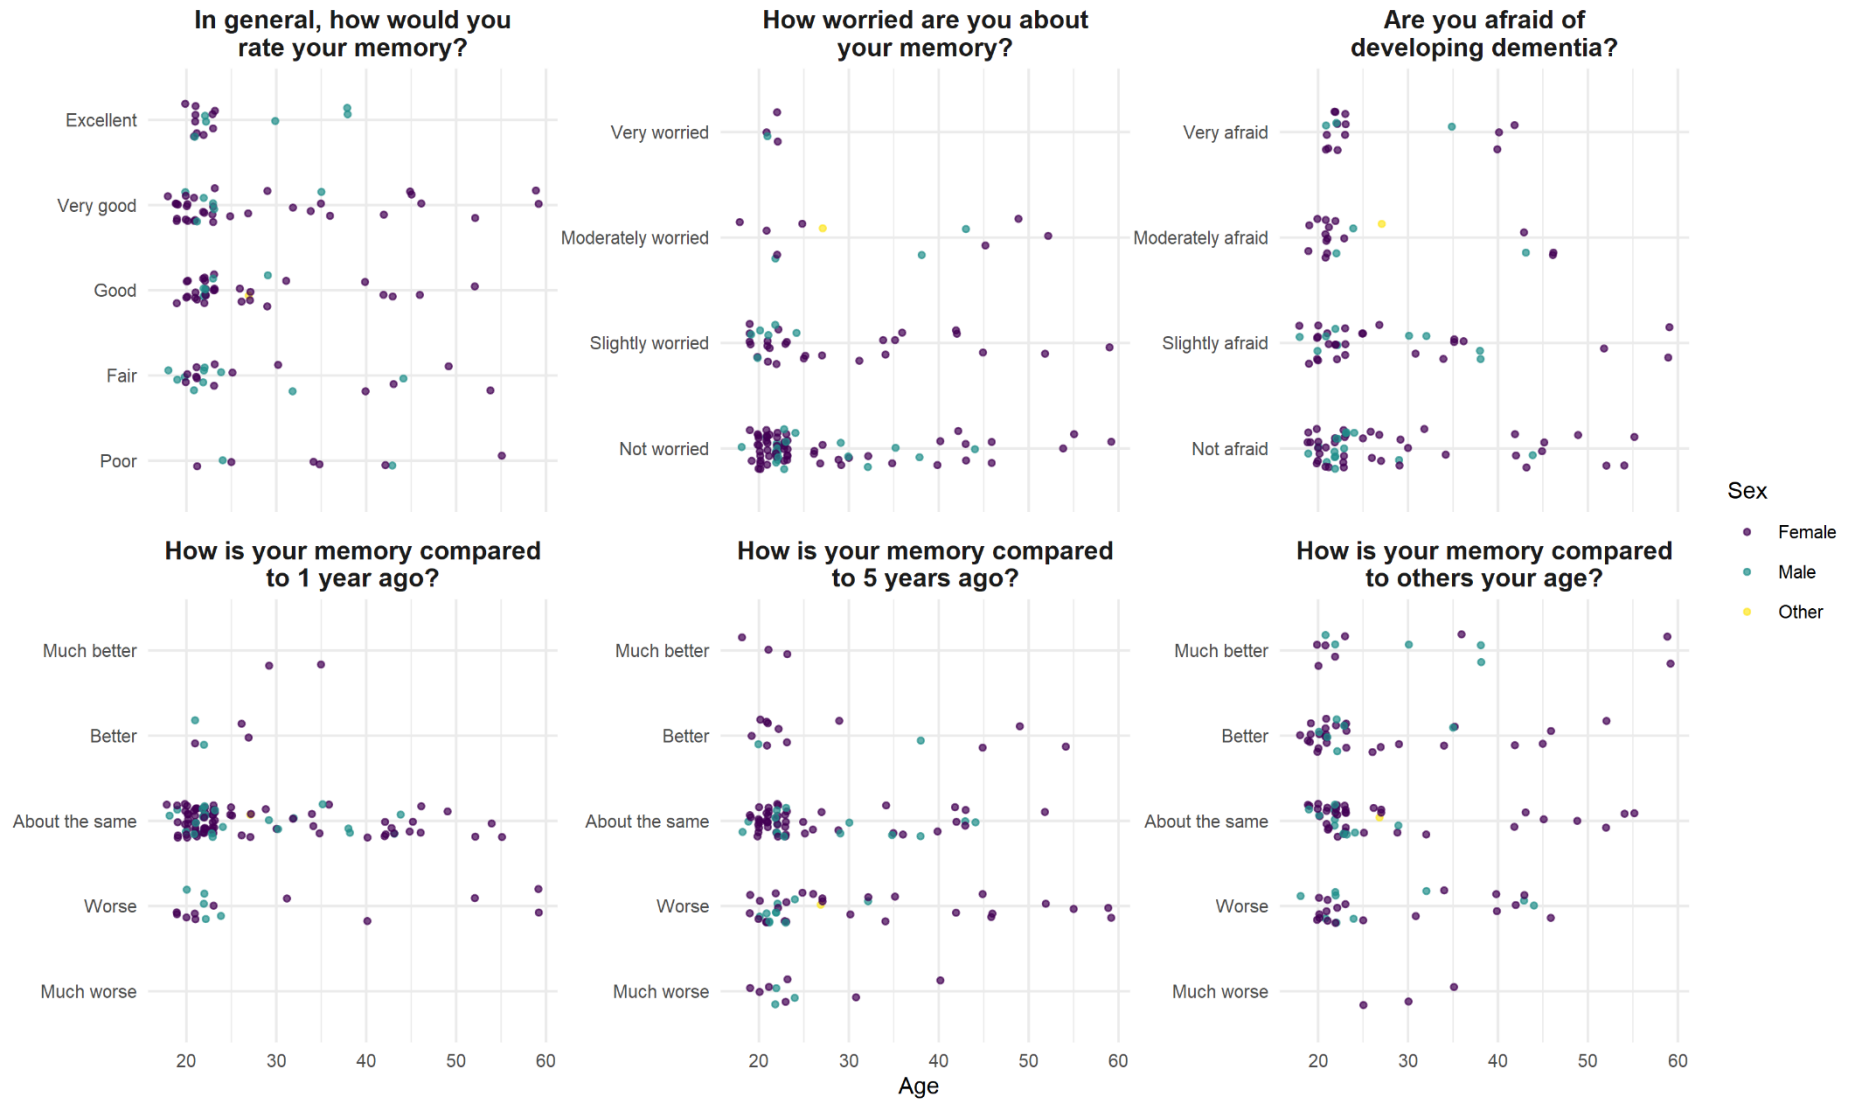 In general, how would you
rate your memory?
How worried are you about
your memory?
Are you afraid of
developing dementia?
Excellent
Very good
Good
Fair
Poor
Very worried
Moderately worried
Slightly worried
Not worried
Very afraid
Moderately afraid
Slightly afraid
Not afraid
How is your memory compared
to 1 year ago?
How is your memory compared
to 5 years ago?
How is your memory compared
to others your age?
Much better
Better
About the same
Worse
Much worse
20 30 40 50 60
Much better
Better
About the same
Worse
Much worse
20 30 40 50 60
Much better
Better
About the same
Worse
Much worse
20 30 40 50 60
Age
Sex
Female
Male
Other